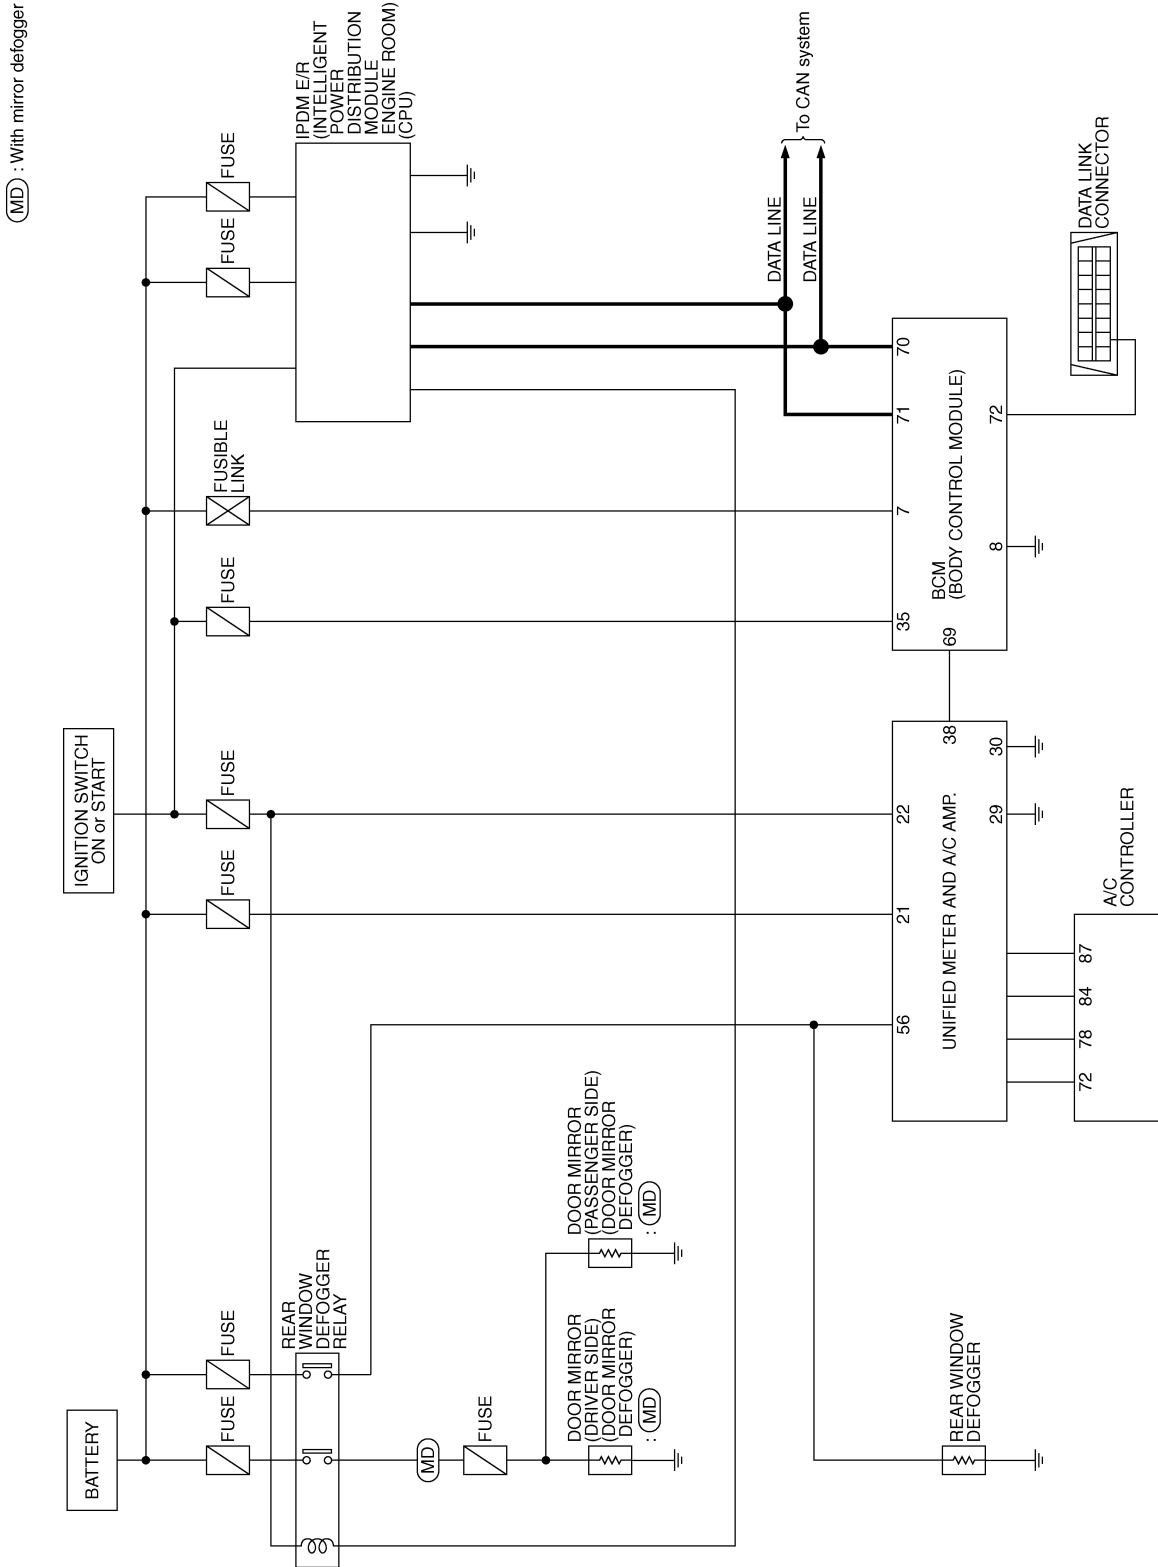 BATTERY
IGNITION SWITCH
ON or START
MD : With mirror defogger
FUSE
FUSE
FUSE
FUSE
FUSE
FUSIBLE
LINK
FUSE
FUSE
REAR
WINDOW
DEFOGGER
RELAY
IPDM E/R
(INTELLIGENT
POWER
DISTRIBUTION
MODULE
ENGINE ROOM)
(CPU)
MD
FUSE
DOOR MIRROR
(DRIVER SIDE)
(DOOR MIRROR
DEFOGGER)
: MD
DOOR MIRROR
(PASSENGER SIDE)
(DOOR MIRROR
DEFOGGER)
: MD
DATA LINE
DATA LINE
To CAN system
56
21
22
35
7
71
70
REAR WINDOW
DEFOGGER
UNIFIED METER AND A/C AMP.
38
69
BCM
(BODY CONTROL MODULE)
29
30
8
72
72
78
84
87
A/C
CONTROLLER
DATA LINK
CONNECTOR